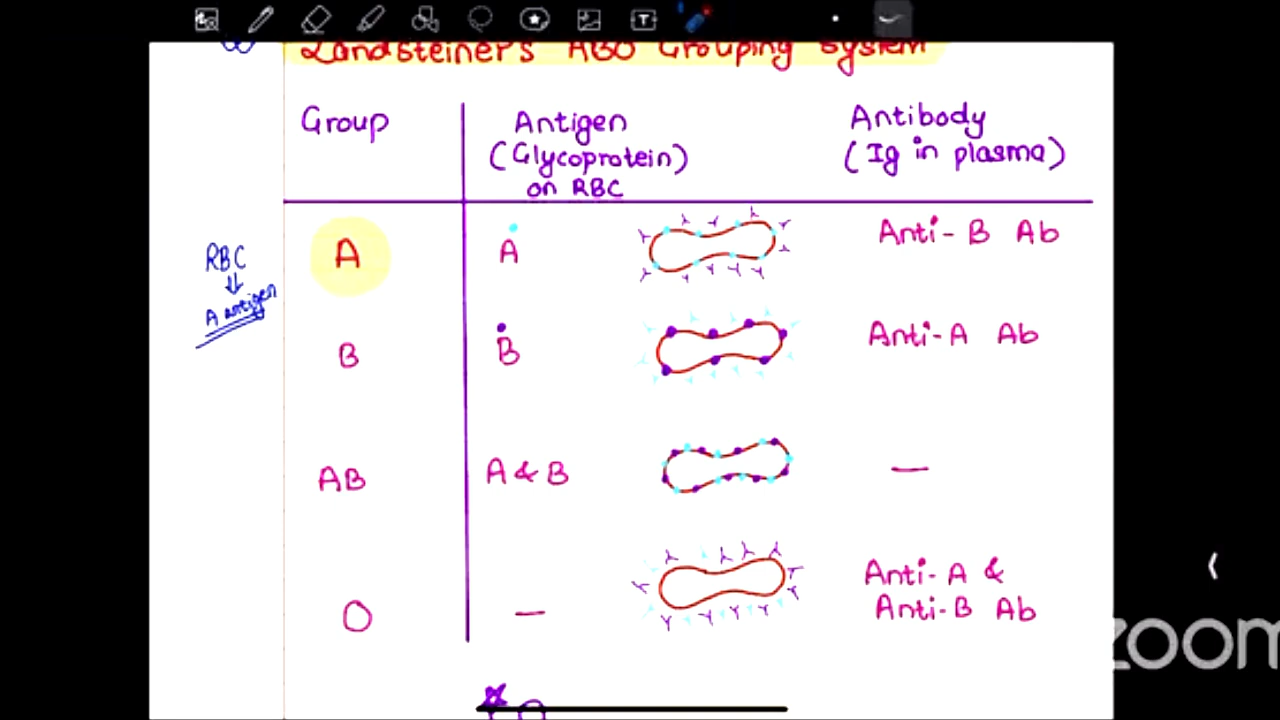 Landsteiner's ABO Grouping System
Group
Antigen
(Glycoprotein)
on RBC
Antibody
(Ig in plasma)
RBC
⇓
A antigen
A
A
Anti-B Ab
B
B
Anti-A Ab
AB
A & B
—
O
—
Anti-A &
Anti-B Ab
zoom